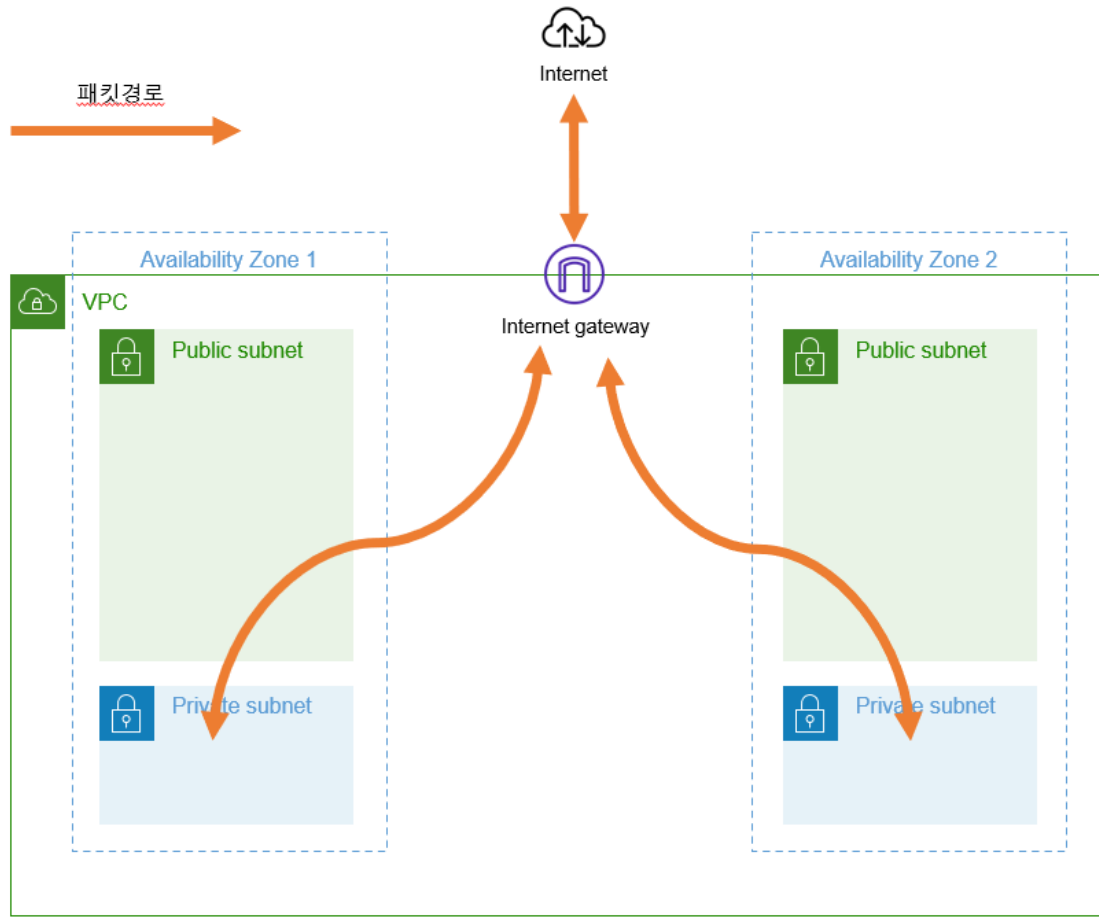 Internet
패킷경로
Availability Zone 1
Availability Zone 2
VPC
Internet gateway
Public subnet
Public subnet
Private subnet
Private subnet